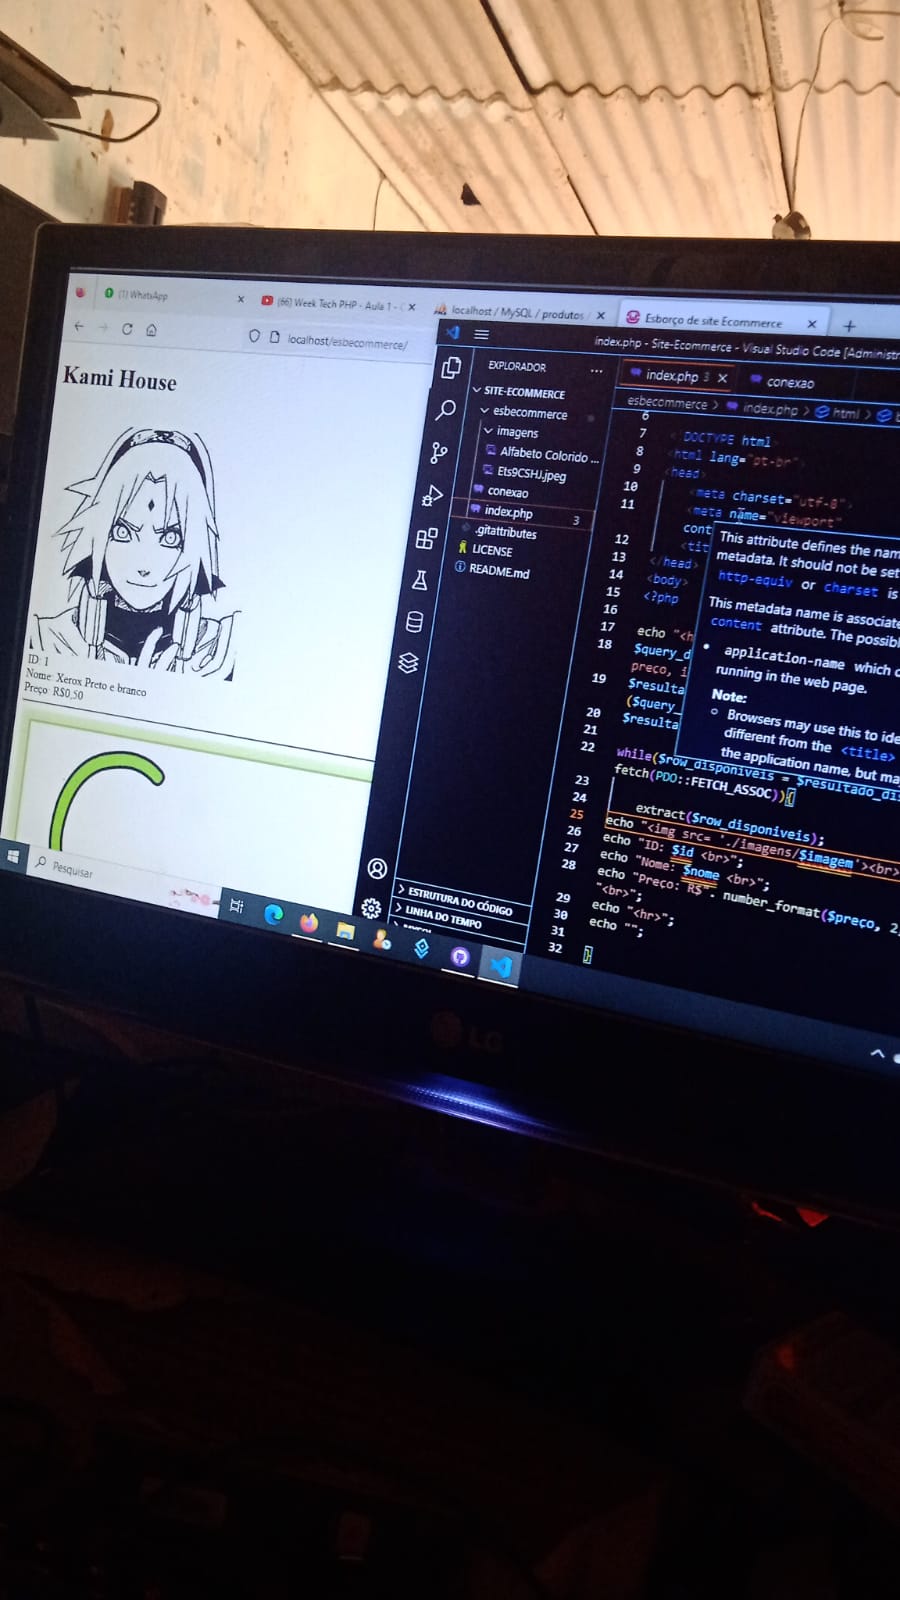 (1) WhatsApp
(66) Week Tech PHP - Aula 1 -
localhost / MySQL / produtos
Esborço de site Ecommerce
localhost/esbecommerce/
index.php - Site-Ecommerce - Visual Studio Code [Administr
Kami House
ID: 1
Nome: Xerox Preto e branco
Preço: R$0,50
Pesquisar
EXPLORADOR
SITE-ECOMMERCE
esbecommerce
imagens
Alfabeto Colorido ...
Ets9CSHJ.jpeg
conexao
index.php 3
.gitattributes
LICENSE
README.md
ESTRUTURA DO CÓDIGO
LINHA DO TEMPO
index.php 3
conexao
esbecommerce > index.php > html >
6
7 DOCTYPE html
8 <html lang="pt-br">
9 <head>
10 <meta charset="utf-8">
11 <meta name="viewport"
cont
12 <tit
13 </head>
14 <body>
15 <?php
16
17 echo "<h
18 $query_d
preco, i
19 $resulta
($query_
20 $resulta
21
22 while($row_disponiveis = $resultado_dis
fetch(PDO::FETCH_ASSOC)){
23
24 extract($row_disponiveis);
25 echo "<img src= './imagens/$imagem'><br>
26 echo "ID: $id <br>";
27 echo "Nome: $nome <br>";
28 echo "Preço: R$". number_format($preço, 2,
"<br>";
29 echo "<hr>";
30 echo "";
31
32 }
This attribute defines the nam
metadata. It should not be set
http-equiv or charset is
This metadata name is associate
content attribute. The possibl
• application-name which c
running in the web page.
Note:
Browsers may use this to ide
different from the <title>
the application name, but ma
LG